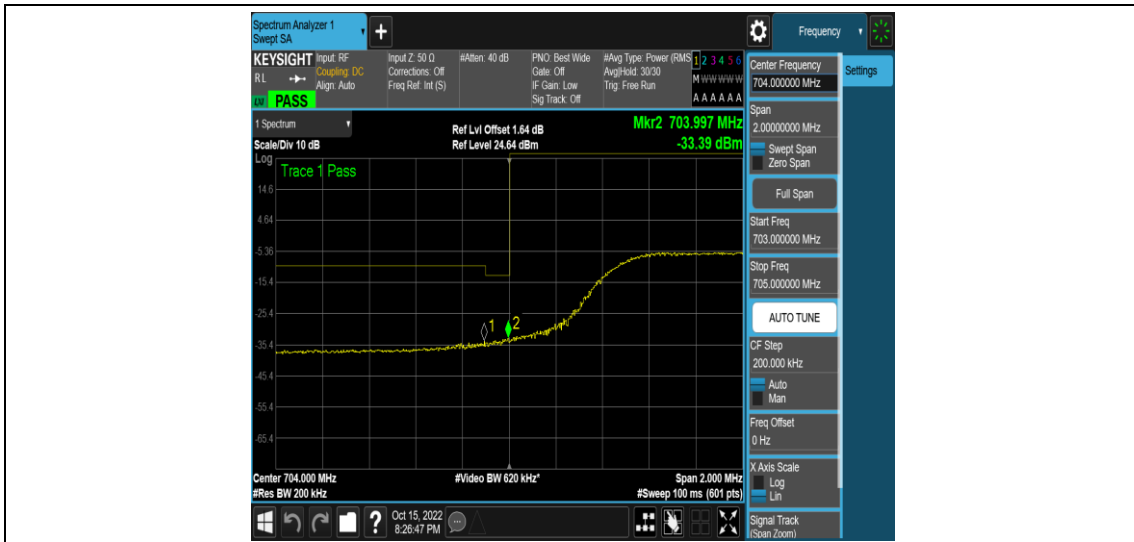 Spectrum Analyzer 1
Swept SA
+
Frequency
KEYSIGHT
RL
PASS
Input: RF
Coupling: DC
Align: Auto
Input Z: 50 Ω
Corrections: Off
Freq Ref: Int (S)
#Atten: 40 dB
PNO: Best Wide
Gate: Off
IF Gain: Low
Sig Track: Off
#Avg Type: Power (RMS
Avg|Hold: 30/30
Trig: Free Run
1 2 3 4 5 6
M W W W W W
A A A A A A
1 Spectrum
Scale/Div 10 dB
Ref Lvl Offset 1.64 dB
Ref Level 24.64 dBm
Mkr2 703.997 MHz
-33.39 dBm
Log
Trace 1 Pass
14.6
4.64
-5.36
-15.4
-25.4
-35.4
-45.4
-55.4
-65.4
1
2
Center 704.000 MHz
#Video BW 620 kHz*
Span 2.000 MHz
#Res BW 200 kHz
#Sweep 100 ms (601 pts)
?
Oct 15, 2022
8:26:47 PM
Center Frequency
704.000000 MHz
Settings
Span
2.00000000 MHz
Swept Span
Zero Span
Full Span
Start Freq
703.000000 MHz
Stop Freq
705.000000 MHz
AUTO TUNE
CF Step
200.000 kHz
Auto
Man
Freq Offset
0 Hz
X Axis Scale
Log
Lin
Signal Track
(Span Zoom)